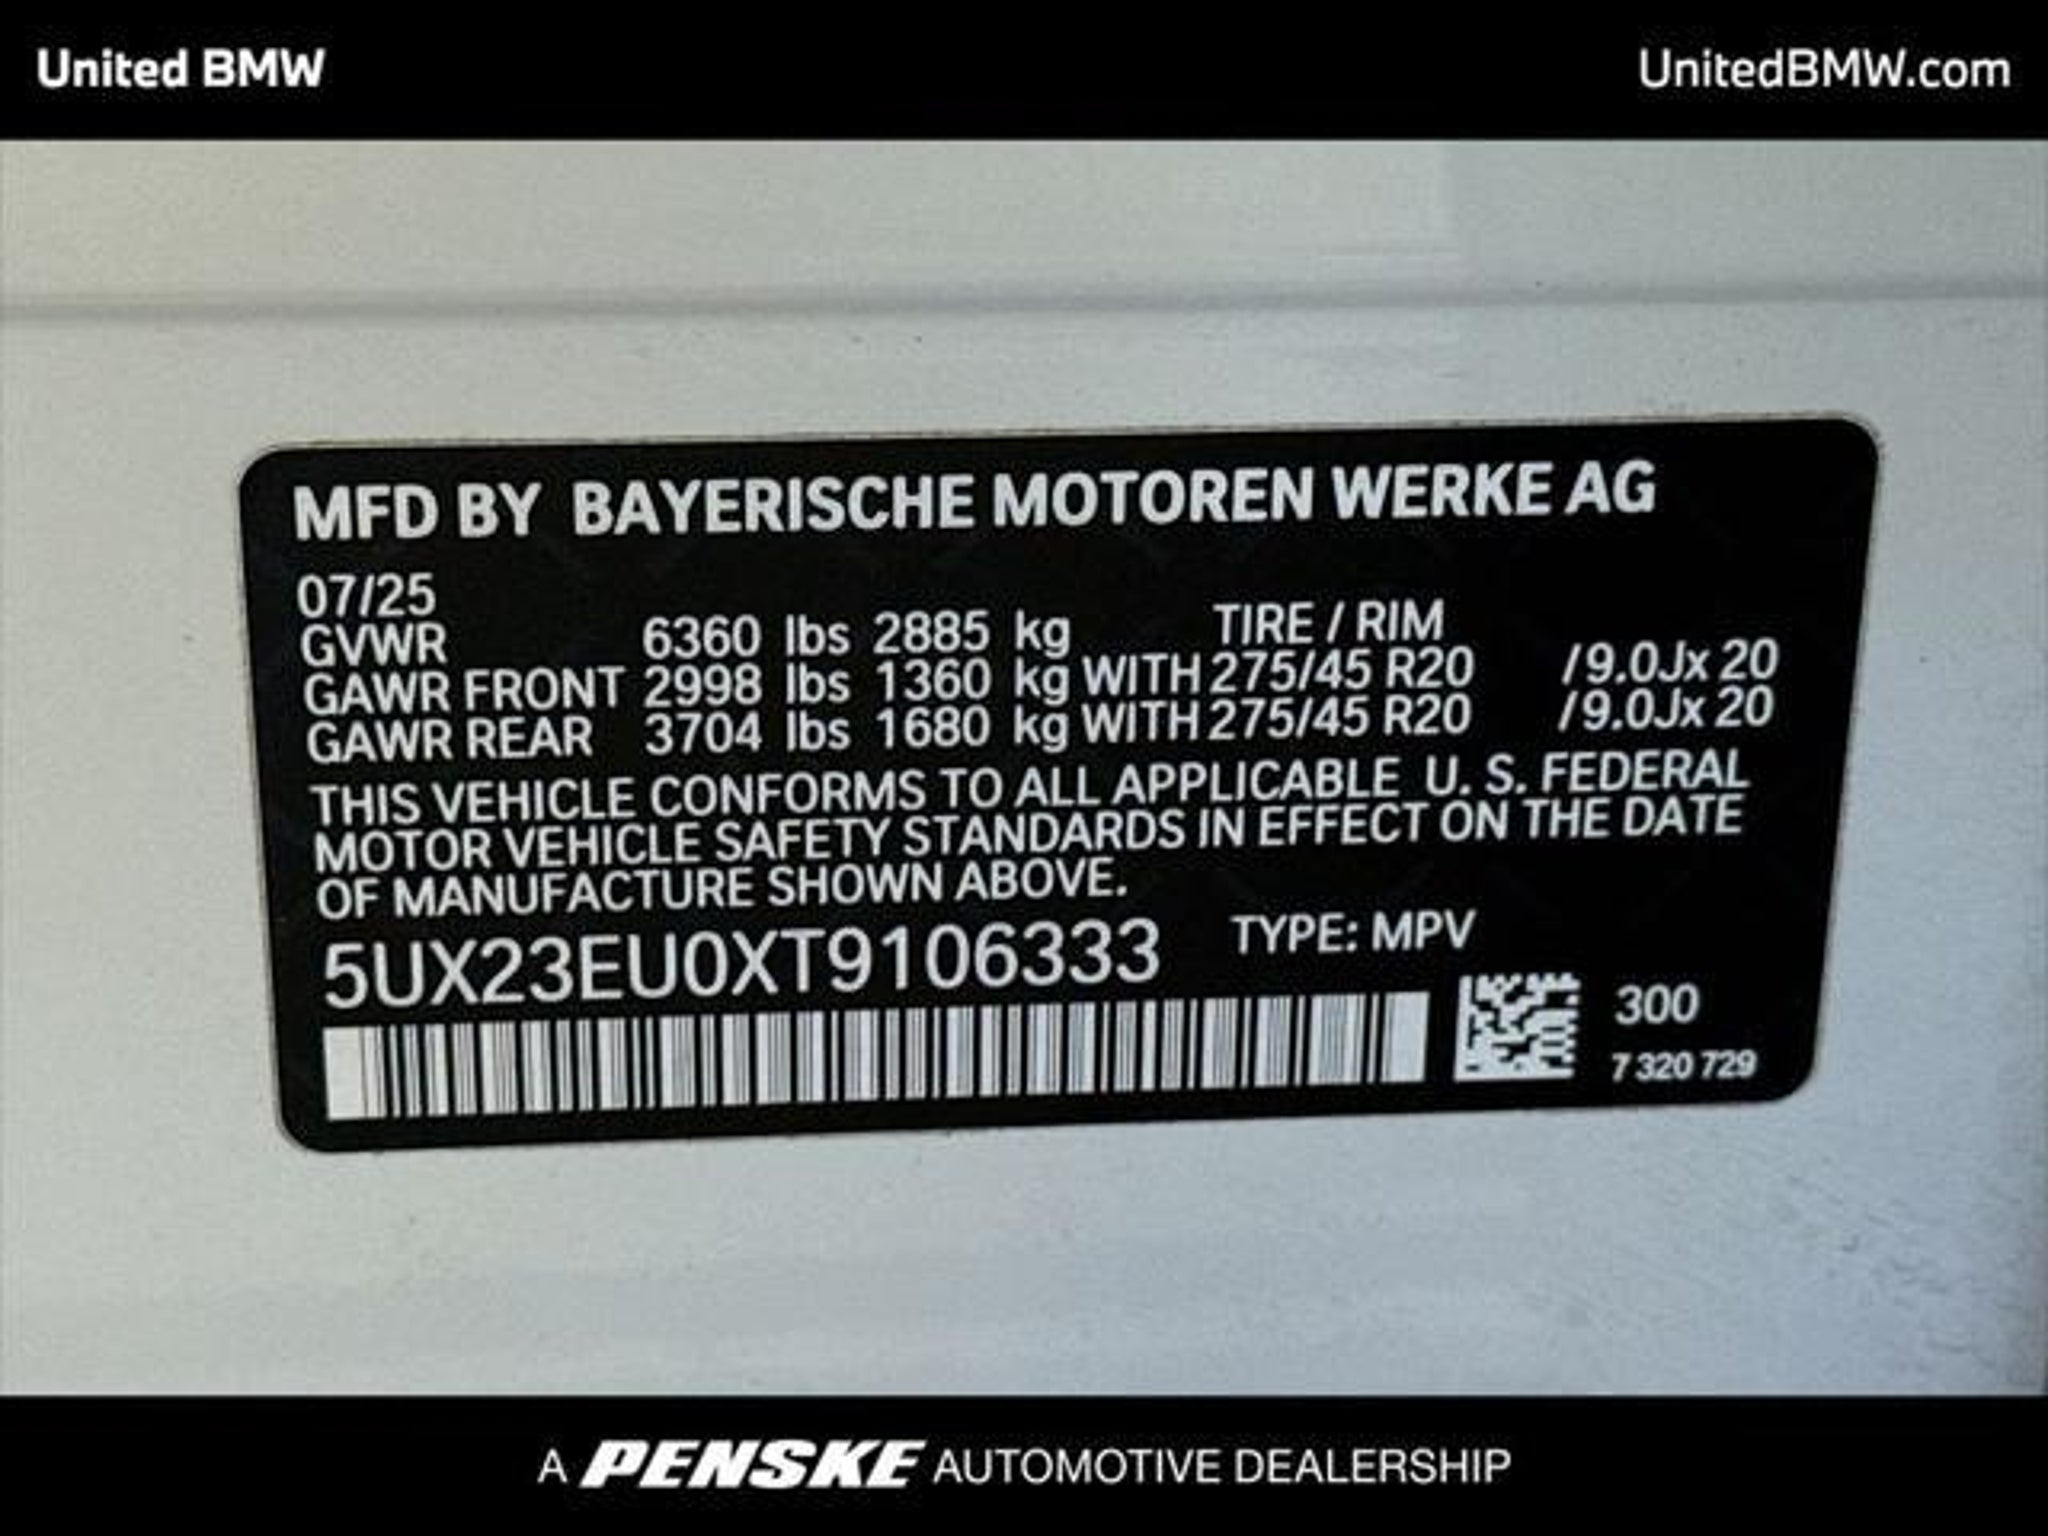 United BMW
UnitedBMW.com
MFD BY BAYERISCHE MOTOREN WERKE AG
07/25
GVWR 6360 lbs 2885 kg TIRE / RIM
GAWR FRONT 2998 lbs 1360 kg WITH 275/45 R20 /9.0Jx 20
GAWR REAR 3704 lbs 1680 kg WITH 275/45 R20 /9.0Jx 20
THIS VEHICLE CONFORMS TO ALL APPLICABLE U. S. FEDERAL
MOTOR VEHICLE SAFETY STANDARDS IN EFFECT ON THE DATE
OF MANUFACTURE SHOWN ABOVE.
5UX23EU0XT9106333 TYPE: MPV
300
7 320 729
A PENSKE AUTOMOTIVE DEALERSHIP